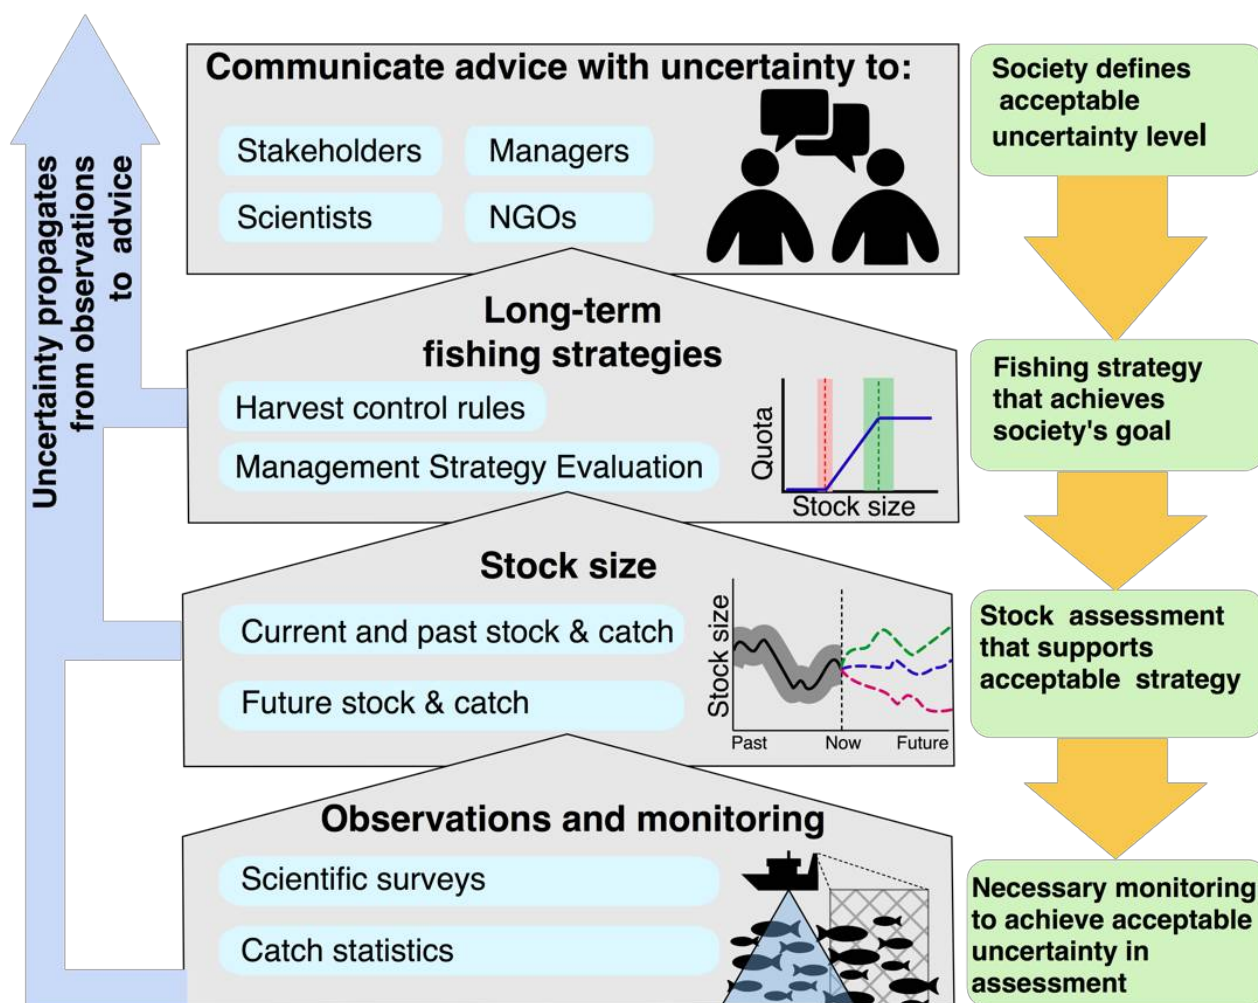 Uncertainty propagates
from observations
to advice
Communicate advice with uncertainty to:
Stakeholders
Managers
Scientists
NGOs
Long-term
fishing strategies
Harvest control rules
Management Strategy Evaluation
Quota
Stock size
Stock size
Current and past stock & catch
Future stock & catch
Stock size
Past
Now
Future
Observations and monitoring
Scientific surveys
Catch statistics
Society defines
acceptable
uncertainty level
Fishing strategy
that achieves
society's goal
Stock assessment
that supports
acceptable strategy
Necessary monitoring
to achieve acceptable
uncertainty in
assessment